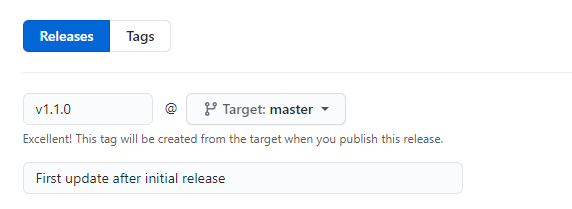 Releases Tags
v1.1.0 @ Target: master
Excellent! This tag will be created from the target when you publish this release.
First update after initial release